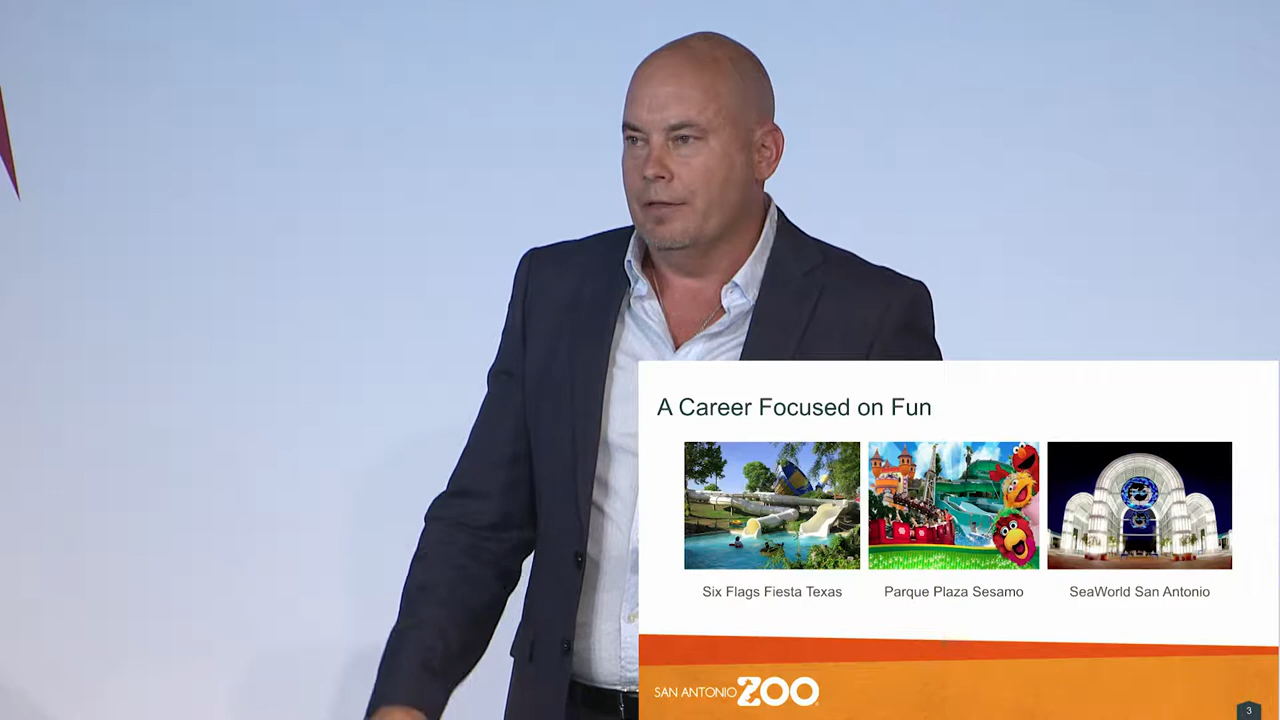 A Career Focused on Fun
Six Flags Fiesta Texas
Parque Plaza Sesamo
SeaWorld San Antonio
SAN ANTONIO ZOO
3